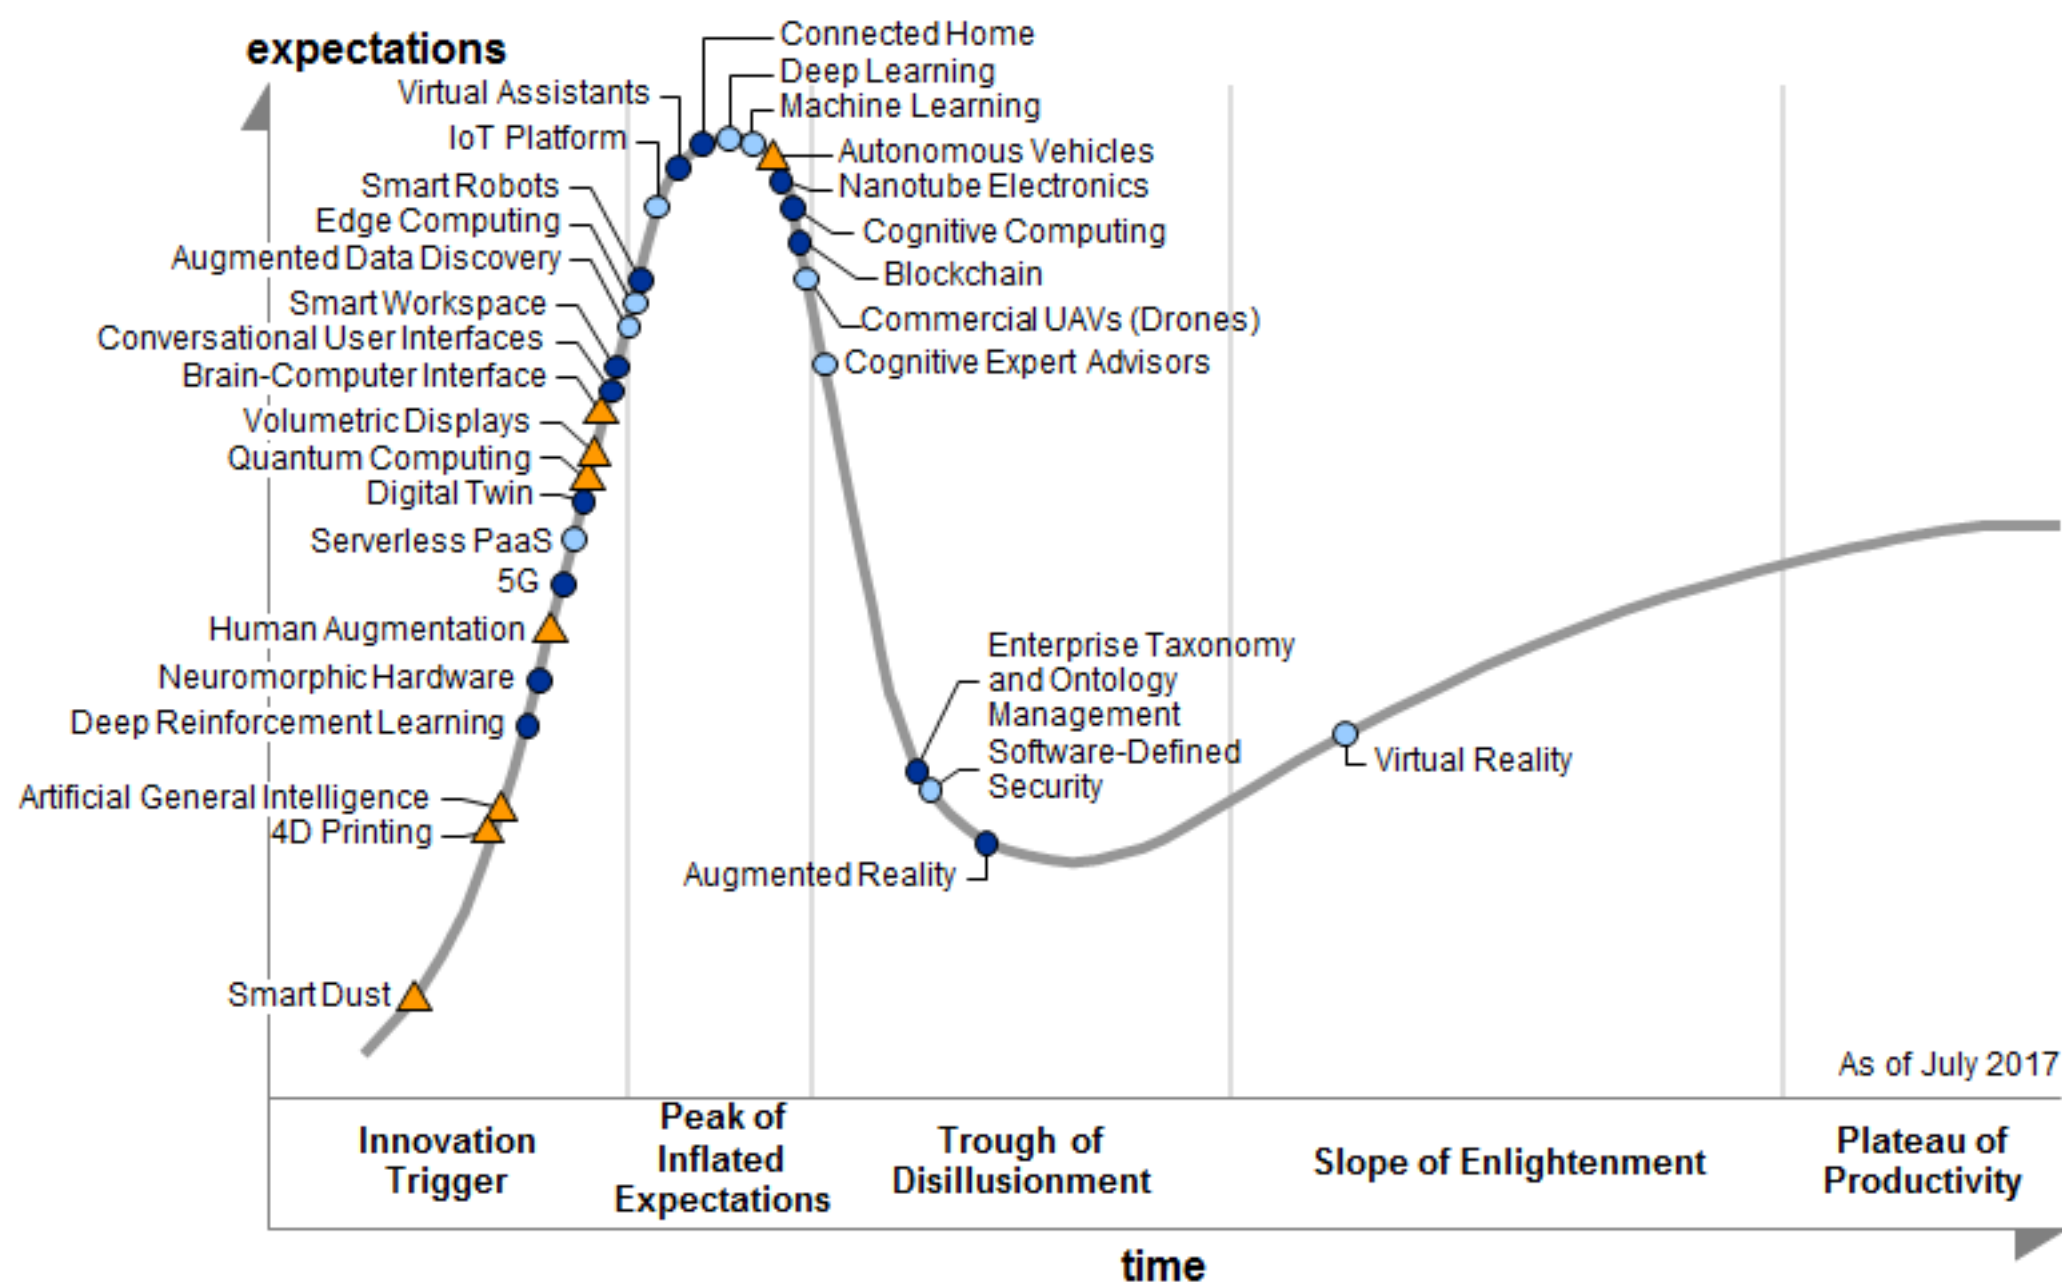 expectations
Connected Home
Deep Learning
Virtual Assistants
Machine Learning
IoT Platform
Autonomous Vehicles
Smart Robots
Nanotube Electronics
Edge Computing
Cognitive Computing
Augmented Data Discovery
Blockchain
Smart Workspace
Commercial UAVs (Drones)
Conversational User Interfaces
Cognitive Expert Advisors
Brain-Computer Interface
Volumetric Displays
Quantum Computing
Digital Twin
Serverless PaaS
5G
Human Augmentation
Enterprise Taxonomy
and Ontology
Management
Neuromorphic Hardware
Deep Reinforcement Learning
Software-Defined
Security
Virtual Reality
Artificial General Intelligence
4D Printing
Augmented Reality
Smart Dust
As of July 2017
Innovation
Trigger
Peak of
Inflated
Expectations
Trough of
Disillusionment
Slope of Enlightenment
Plateau of
Productivity
time